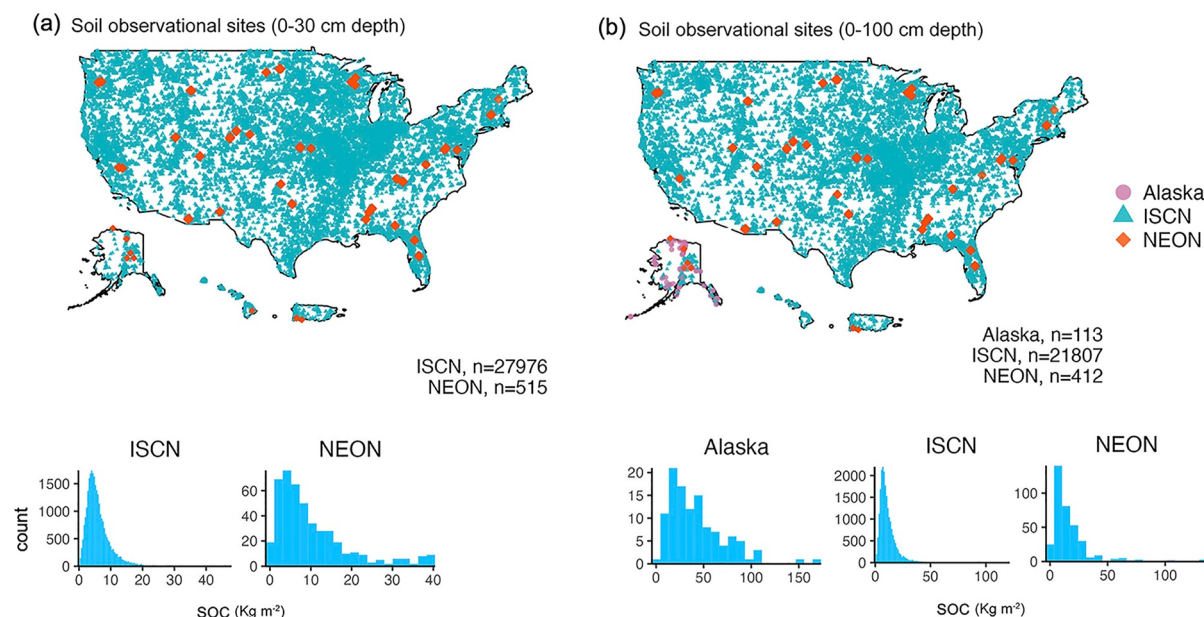 (a) Soil observational sites (0-30 cm depth)
ISCN, n=27976
NEON, n=515
(b) Soil observational sites (0-100 cm depth)
Alaska
ISCN
NEON
Alaska, n=113
ISCN, n=21807
NEON, n=412
ISCN
NEON
count
1500
1000
500
0
0 10 20 30 40
60
40
20
0
0 10 20 30 40
SOC (Kg m-2)
Alaska
ISCN
NEON
20
15
10
5
0
0 50 100 150
2000
1500
1000
500
0
0 50 100
100
50
0
0 50 100
SOC (Kg m-2)